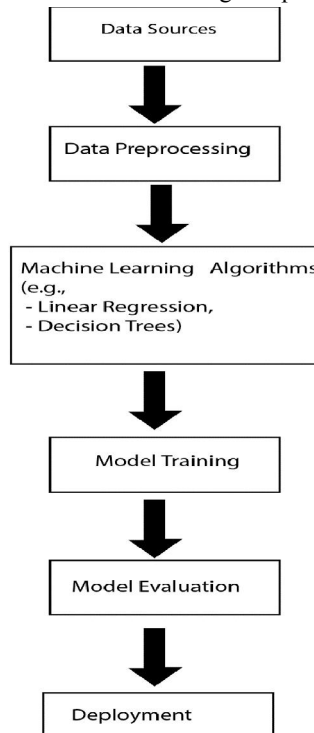 Data Sources
Data Preprocessing
Machine Learning Algorithms
(e.g.,
- Linear Regression,
- Decision Trees)
Model Training
Model Evaluation
Deployment